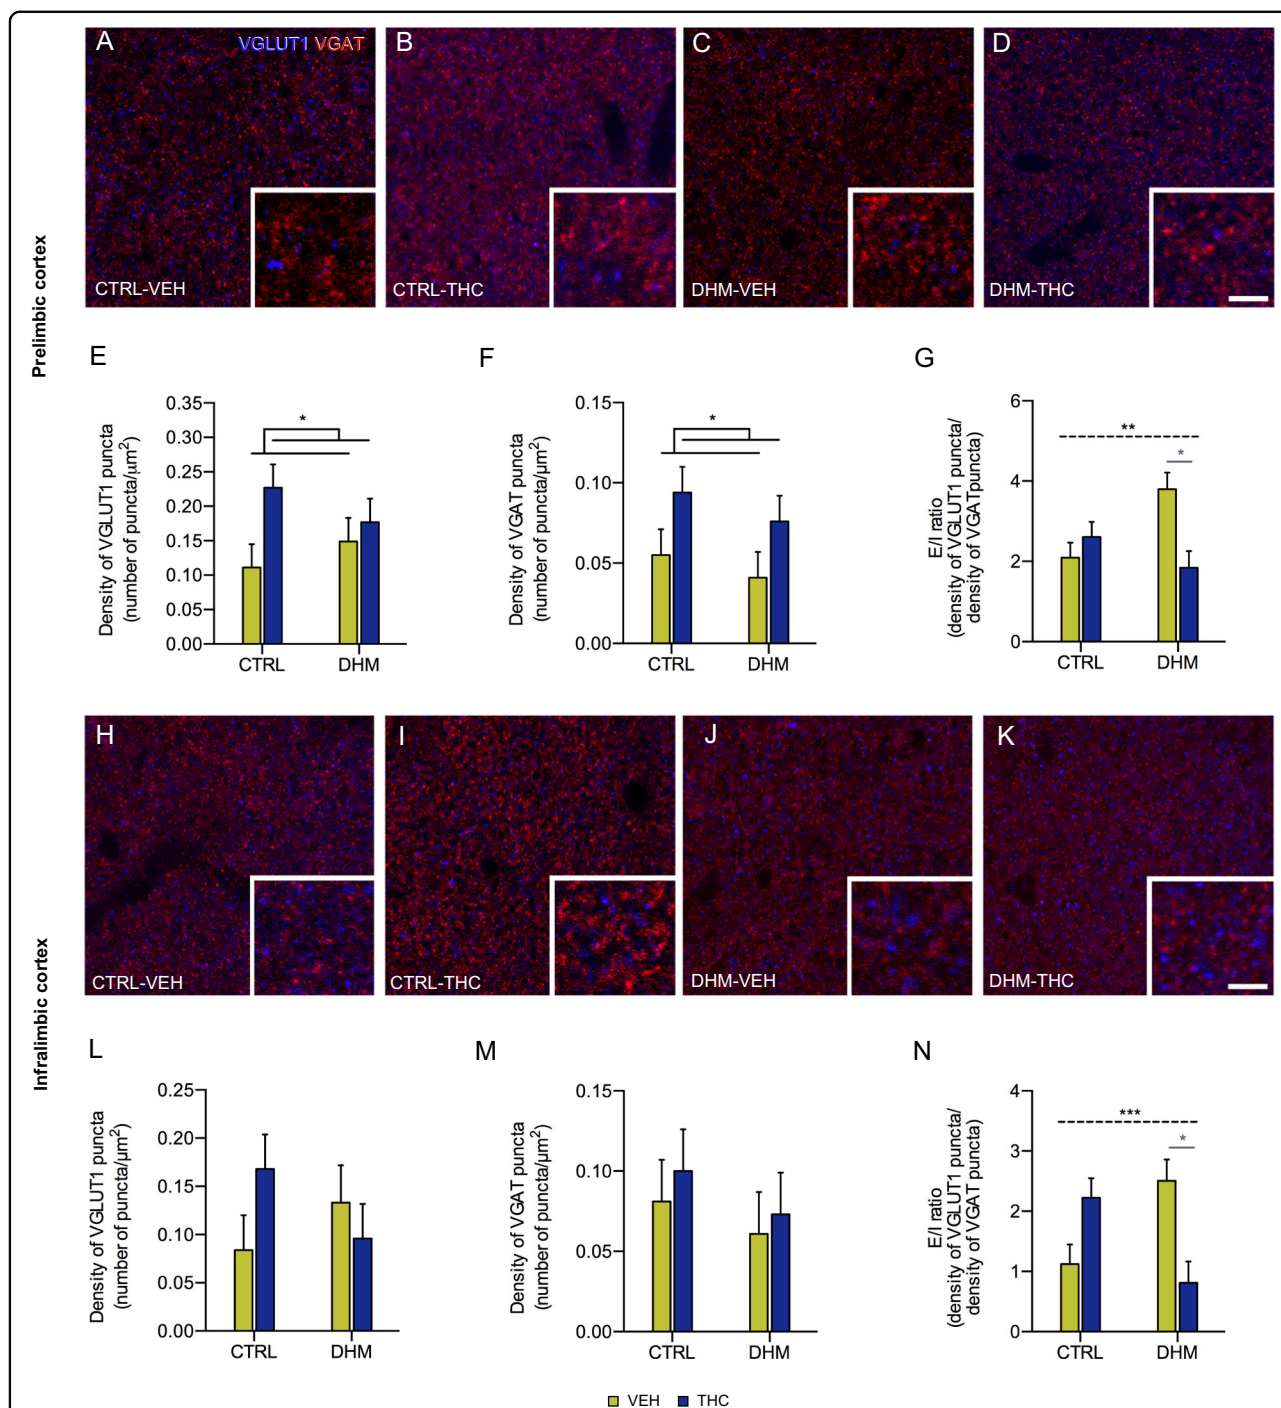 A
VGLUT1 VGAT
B
C
D
Prelimbic cortex
CTRL-VEH
CTRL-THC
DHM-VEH
DHM-THC
E
Density of VGLUT1 puncta
(number of puncta/μm²)
0.35
0.30
0.25
0.20
0.15
0.10
0.05
0.00
*
CTRL
DHM
F
Density of VGAT puncta
(number of puncta/μm²)
0.15
0.10
0.05
0.00
*
CTRL
DHM
G
E/I ratio
(density of VGLUT1 puncta/
density of VGATpuncta)
6
4
2
0
**
*
CTRL
DHM
H
I
J
K
Infralimbic cortex
CTRL-VEH
CTRL-THC
DHM-VEH
DHM-THC
L
Density of VGLUT1 puncta
(number of puncta/μm²)
0.25
0.20
0.15
0.10
0.05
0.00
CTRL
DHM
M
Density of VGAT puncta
(number of puncta/μm²)
0.15
0.10
0.05
0.00
CTRL
DHM
N
E/I ratio
(density of VGLUT1 puncta/
density of VGAT puncta)
4
3
2
1
0
***
*
CTRL
DHM
VEH
THC